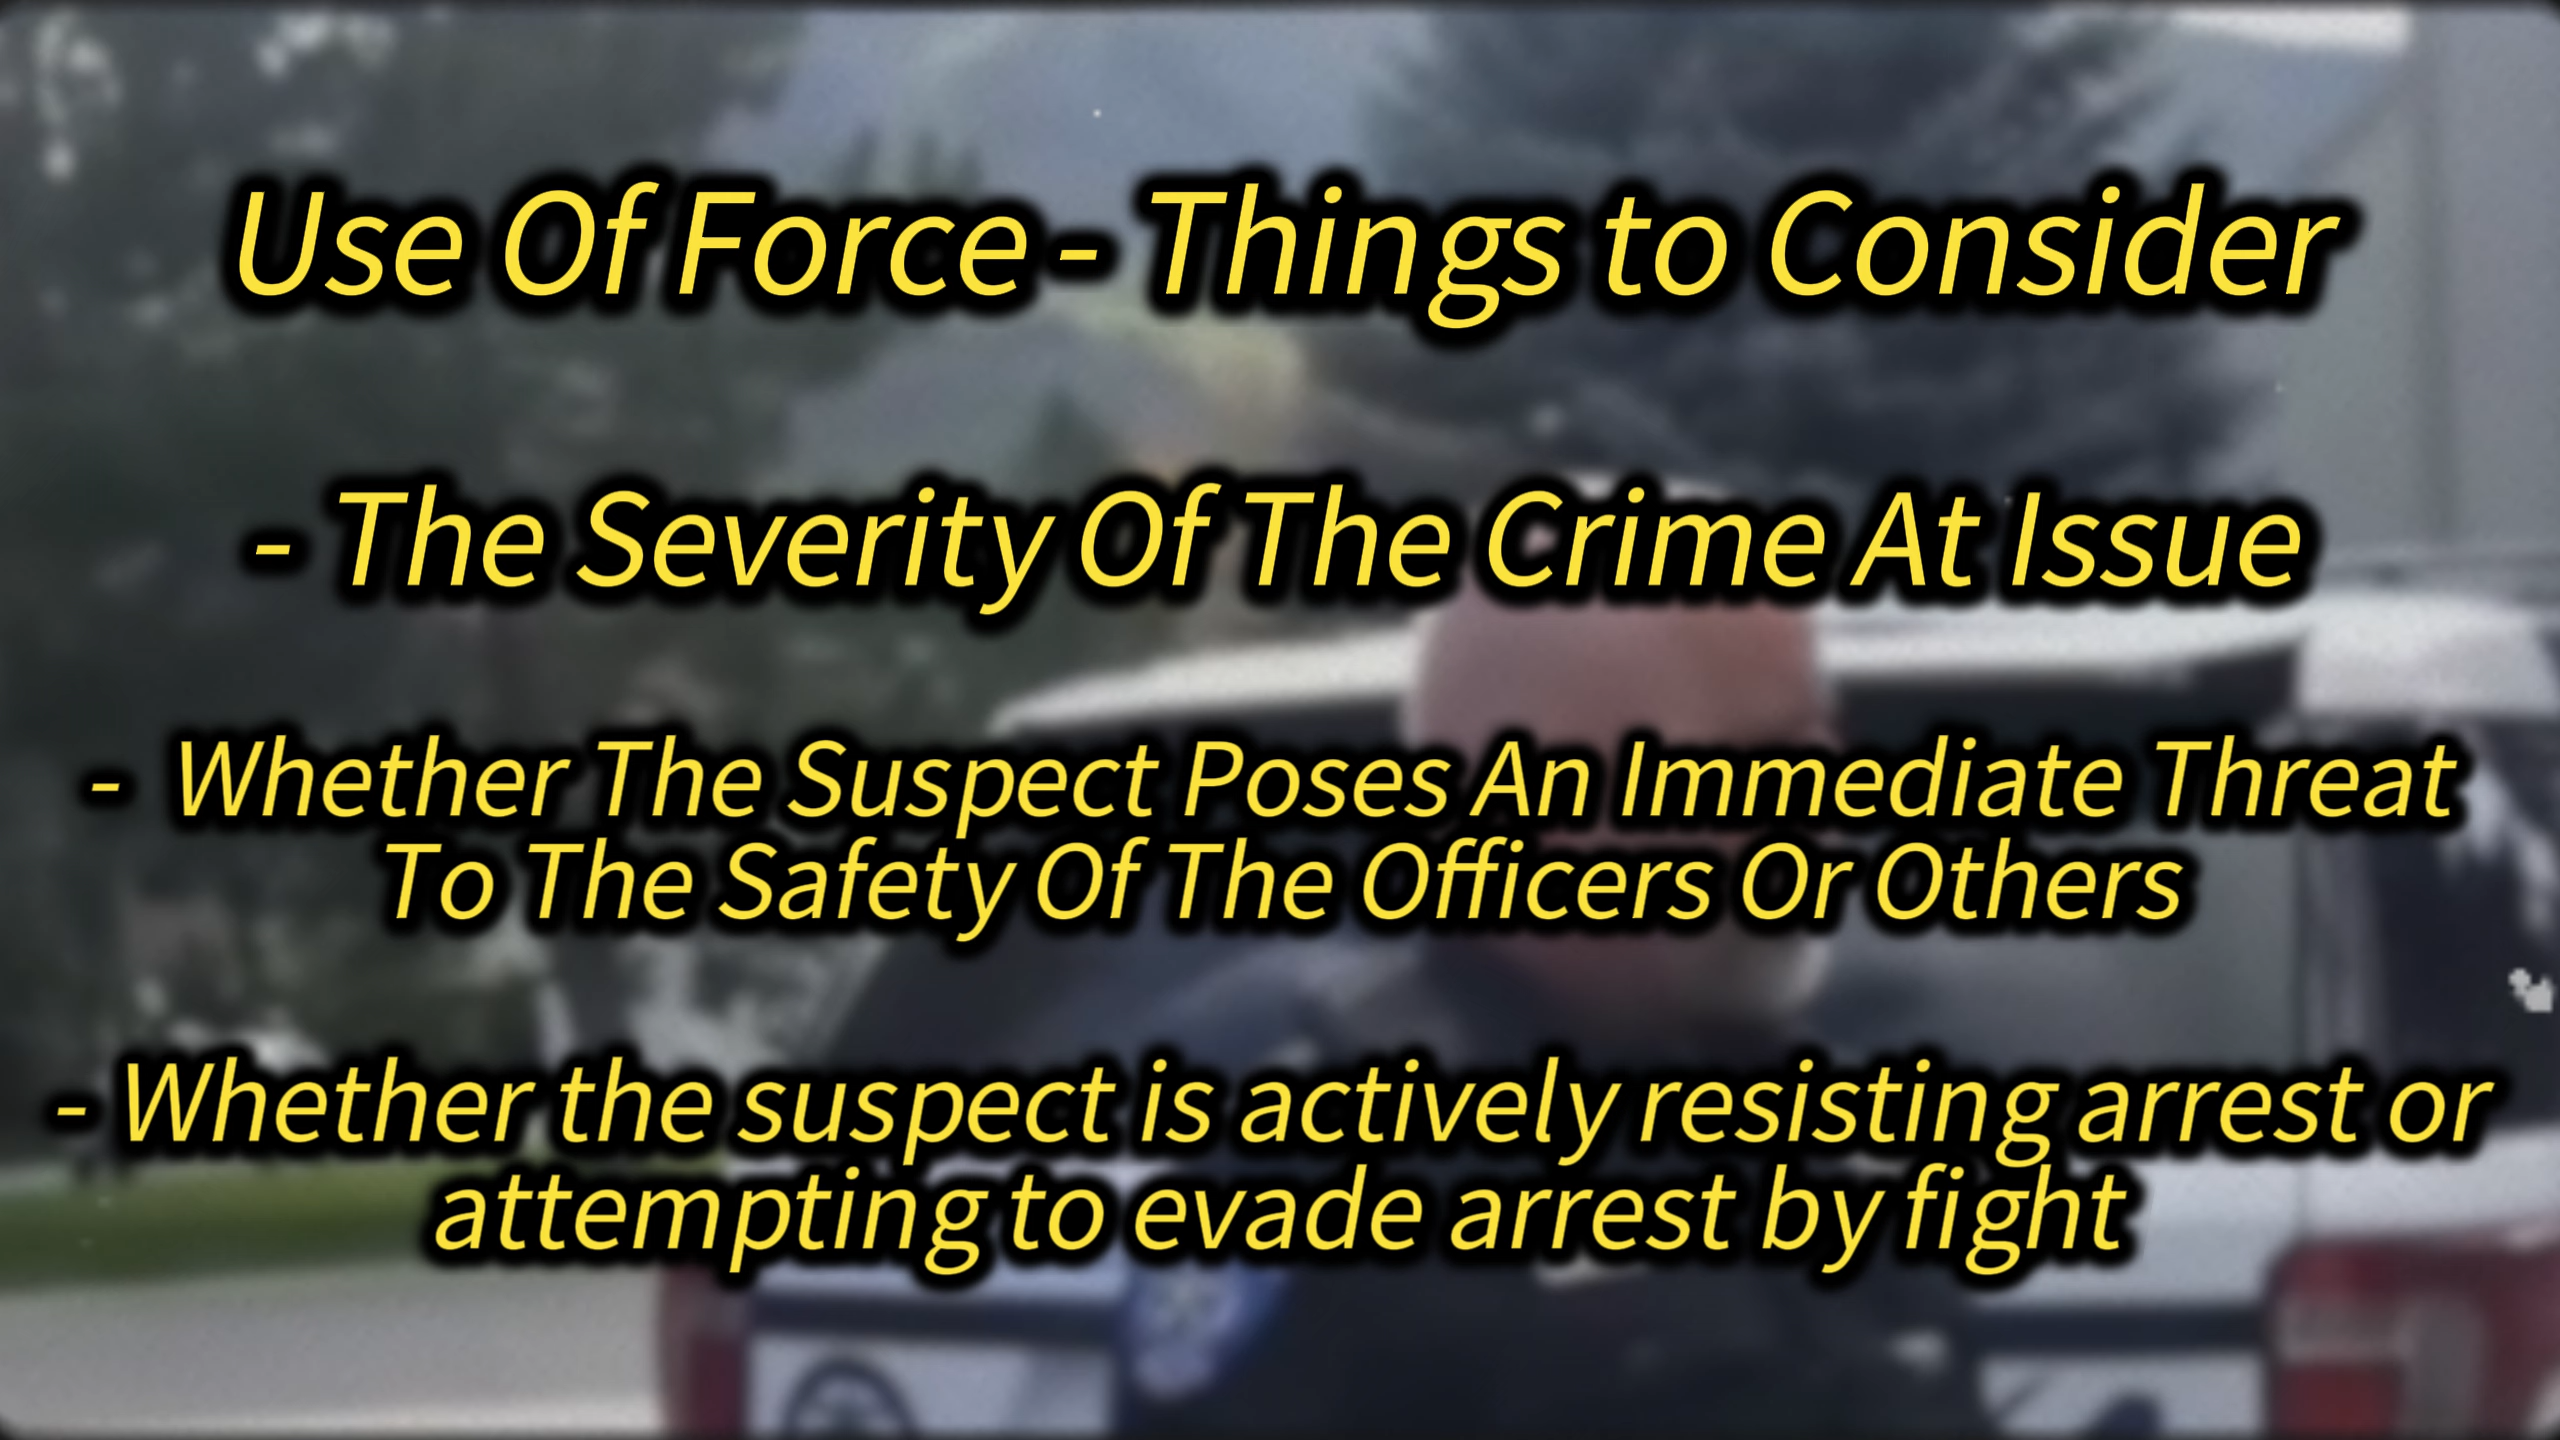 Use Of Force - Things to Consider
- The Severity Of The Crime At Issue
- Whether The Suspect Poses An Immediate Threat
To The Safety Of The Officers Or Others
- Whether the suspect is actively resisting arrest or
attempting to evade arrest by fight